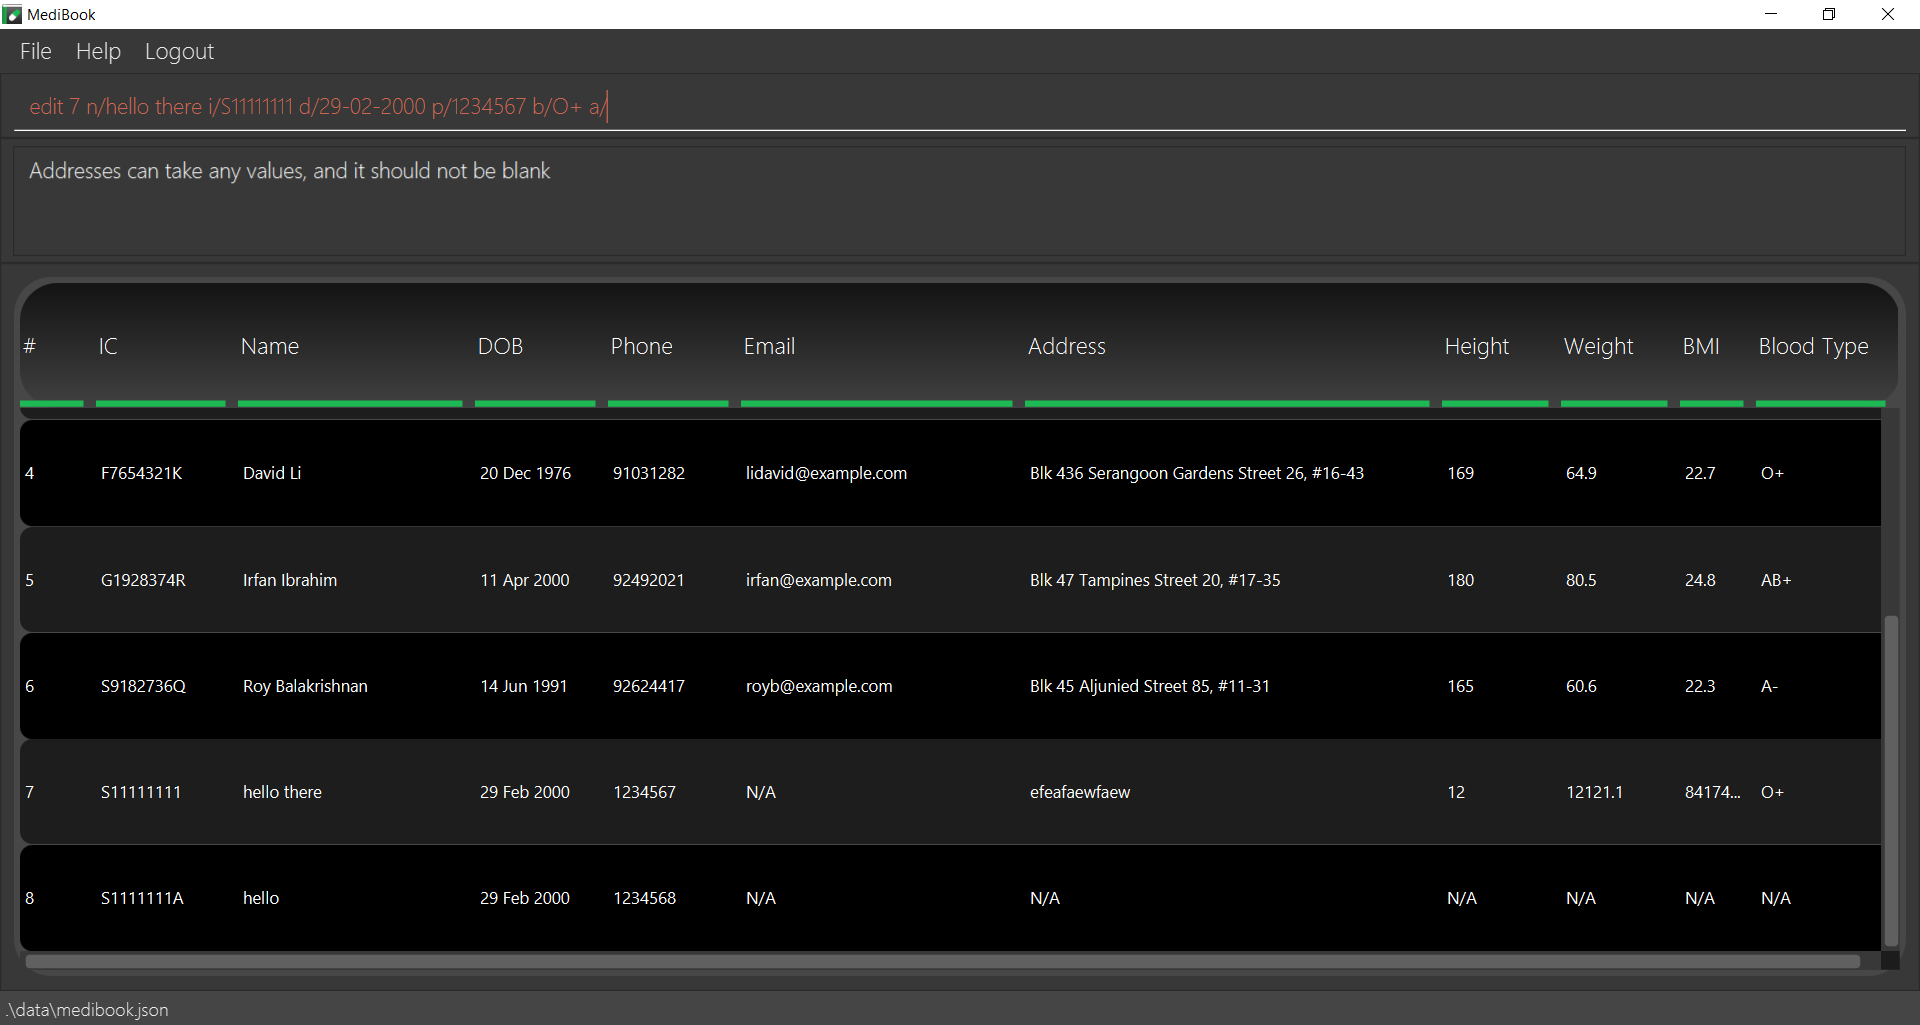 MediBook
File Help Logout
edit 7 n/hello there i/S11111111 d/29-02-2000 p/1234567 b/O+ a/
Addresses can take any values, and it should not be blank
# IC Name DOB Phone Email Address Height Weight BMI Blood Type
4 F7654321K David Li 20 Dec 1976 91031282 lidavid@example.com Blk 436 Serangoon Gardens Street 26, #16-43 169 64.9 22.7 O+
5 G1928374R Irfan Ibrahim 11 Apr 2000 92492021 irfan@example.com Blk 47 Tampines Street 20, #17-35 180 80.5 24.8 AB+
6 S9182736Q Roy Balakrishnan 14 Jun 1991 92624417 royb@example.com Blk 45 Aljunied Street 85, #11-31 165 60.6 22.3 A-
7 S11111111 hello there 29 Feb 2000 1234567 N/A efeafaewfaew 12 12121.1 84174... O+
8 S1111111A hello 29 Feb 2000 1234568 N/A N/A N/A N/A N/A N/A
.\data\medibook.json